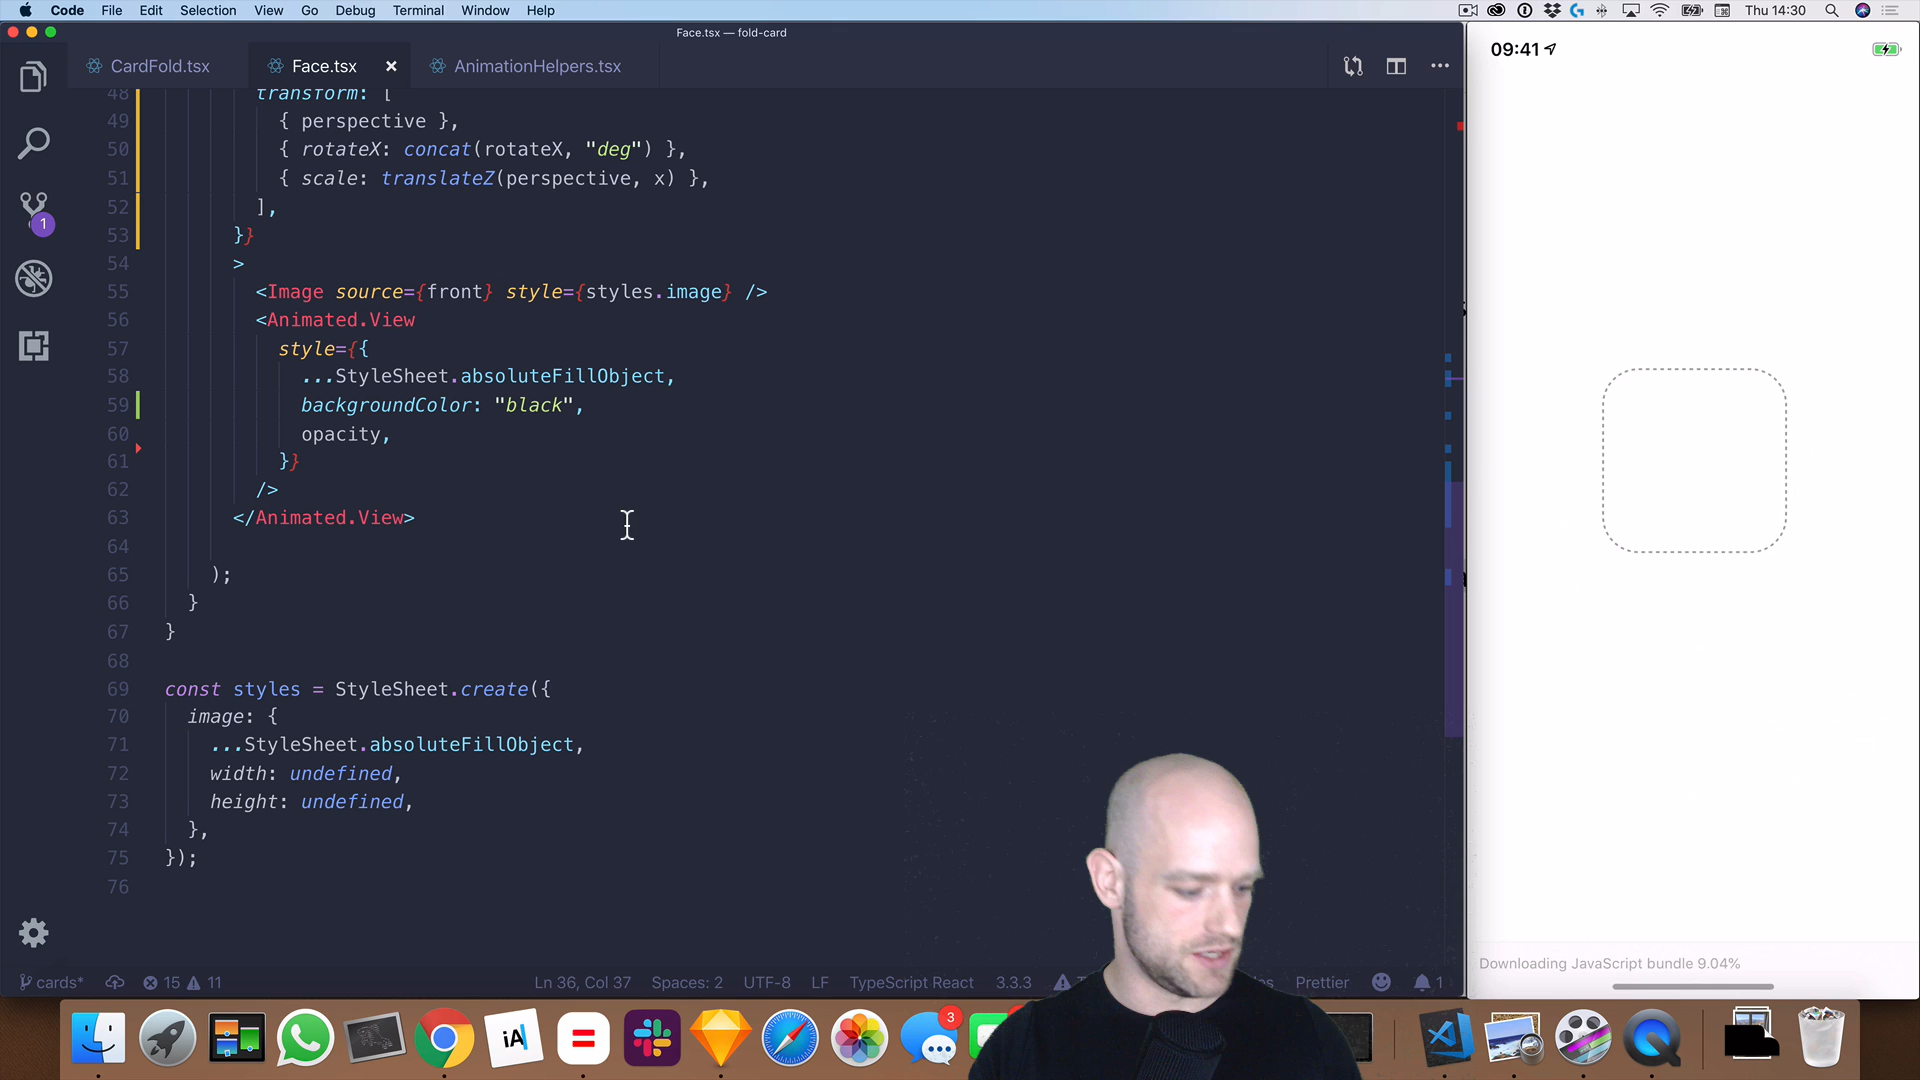 Code File Edit Selection View Go Debug Terminal Window Help
Thu 14:30
Face.tsx — fold-card
CardFold.tsx
Face.tsx
AnimationHelpers.tsx
48 transform: [
49 { perspective },
50 { rotateX: concat(rotateX, "deg") },
51 { scale: translateZ(perspective, x) },
52 ],
53 }}
54 >
55 <Image source={front} style={styles.image} />
56 <Animated.View
57 style={{
58 ...StyleSheet.absoluteFillObject,
59 backgroundColor: "black",
60 opacity,
61 }}
62 />
63 </Animated.View>
64
65 );
66 }
67 }
68
69 const styles = StyleSheet.create({
70 image: {
71 ...StyleSheet.absoluteFillObject,
72 width: undefined,
73 height: undefined,
74 },
75 });
76
1
cards*
15
11
Ln 36, Col 37
Spaces: 2
UTF-8
LF
TypeScript React
3.3.3
Prettier
1
09:41
Downloading JavaScript bundle 9.04%
iA
3